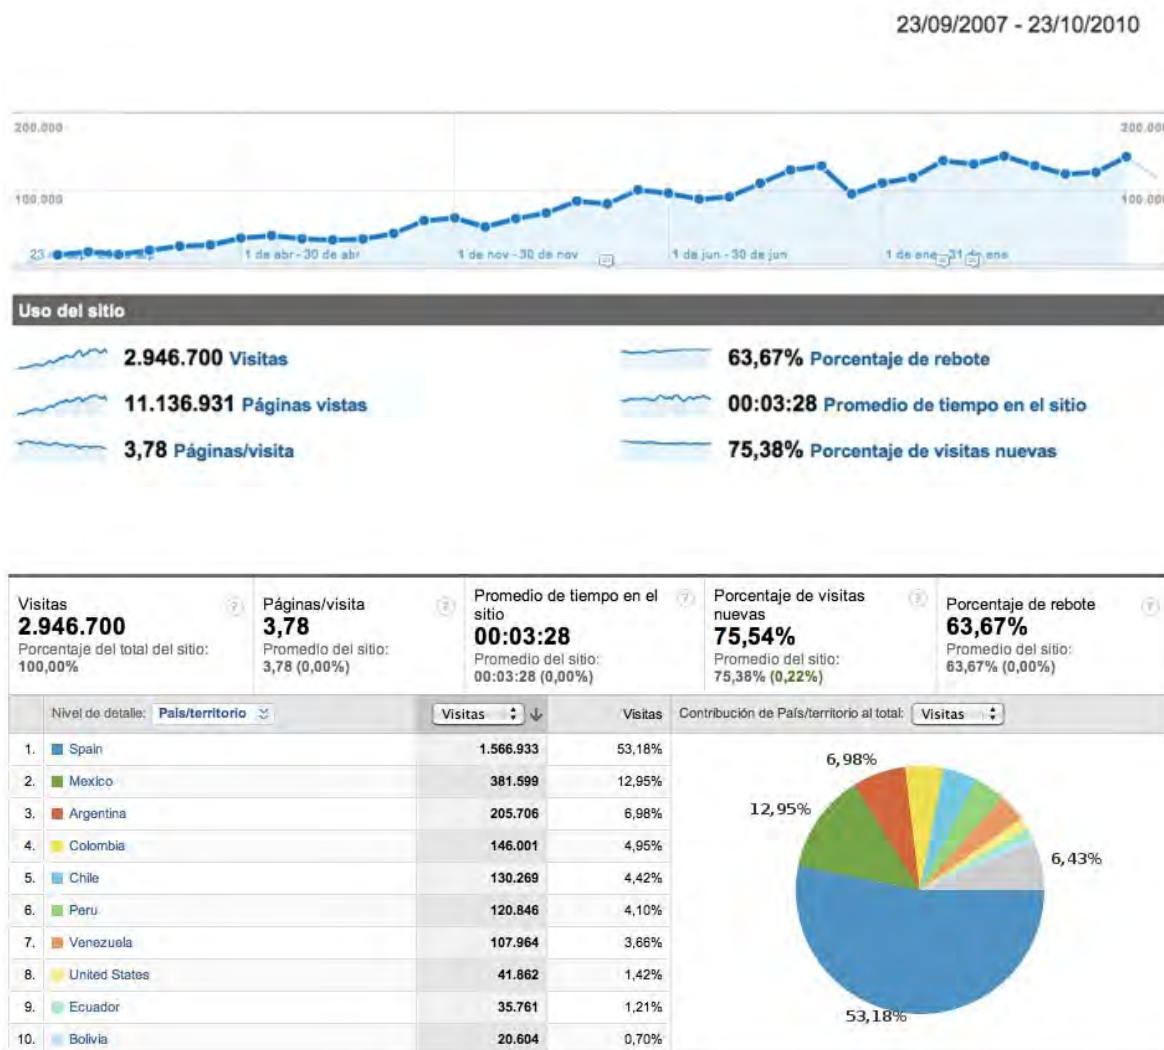 23/09/2007 - 23/10/2010
200.000 200.000
100.000 100.000
23
1 de abr - 30 de abr
1 de nov - 30 de nov
1 de jun - 30 de jun
1 de ene - 31 de ene
Uso del sitio
2.946.700 Visitas
63,67% Porcentaje de rebote
11.136.931 Páginas vistas
00:03:28 Promedio de tiempo en el sitio
3,78 Páginas/visita
75,38% Porcentaje de visitas nuevas
Visitas
2.946.700
Porcentaje del total del sitio:
100,00%
Páginas/visita
3,78
Promedio del sitio:
3,78 (0,00%)
Promedio de tiempo en el
sitio
00:03:28
Promedio del sitio:
00:03:28 (0,00%)
Porcentaje de visitas
nuevas
75,54%
Promedio del sitio:
75,38% (0,22%)
Porcentaje de rebote
63,67%
Promedio del sitio:
63,67% (0,00%)
Nivel de detalle: País/territorio Visitas Visitas Contribución de País/territorio al total: Visitas
1. Spain 1.566.933 53,18%
2. Mexico 381.599 12,95%
3. Argentina 205.706 6,98%
4. Colombia 146.001 4,95%
5. Chile 130.269 4,42%
6. Peru 120.846 4,10%
7. Venezuela 107.964 3,66%
8. United States 41.862 1,42%
9. Ecuador 35.761 1,21%
10. Bolivia 20.604 0,70%
6,98%
12,95%
6,43%
53,18%